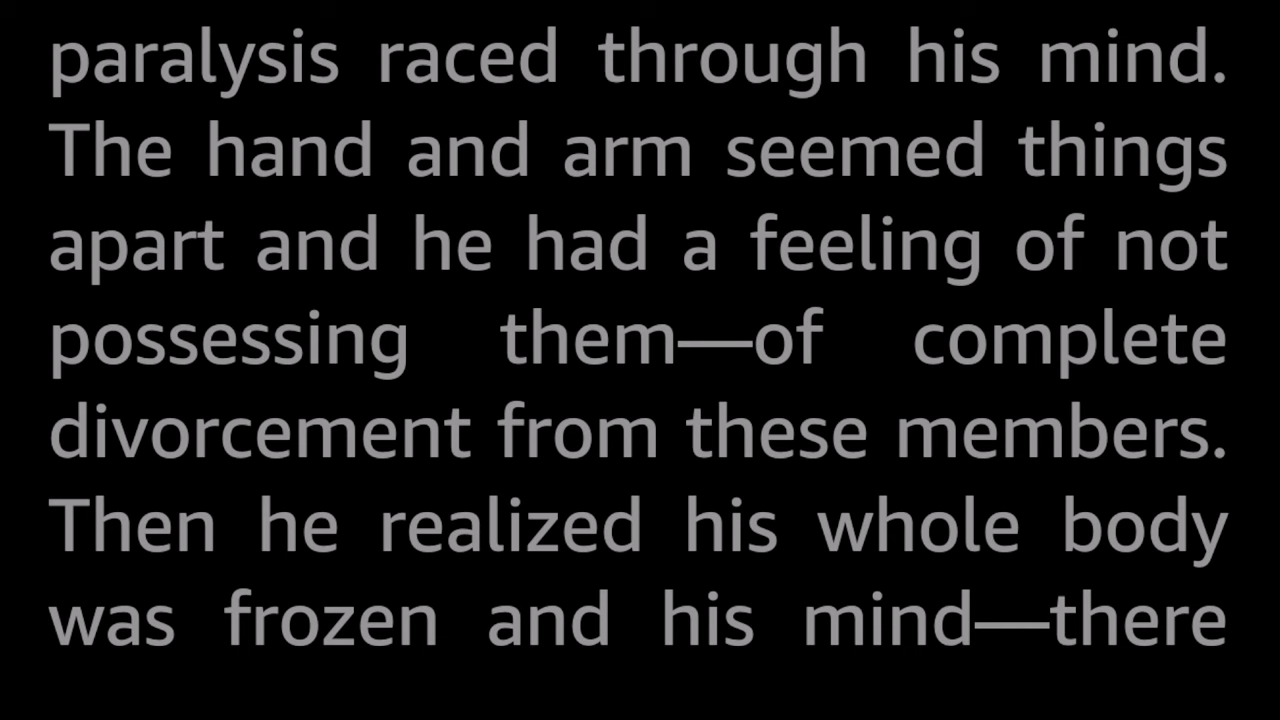 paralysis raced through his mind.
The hand and arm seemed things
apart and he had a feeling of not
possessing them—of complete
divorcement from these members.
Then he realized his whole body
was frozen and his mind—there